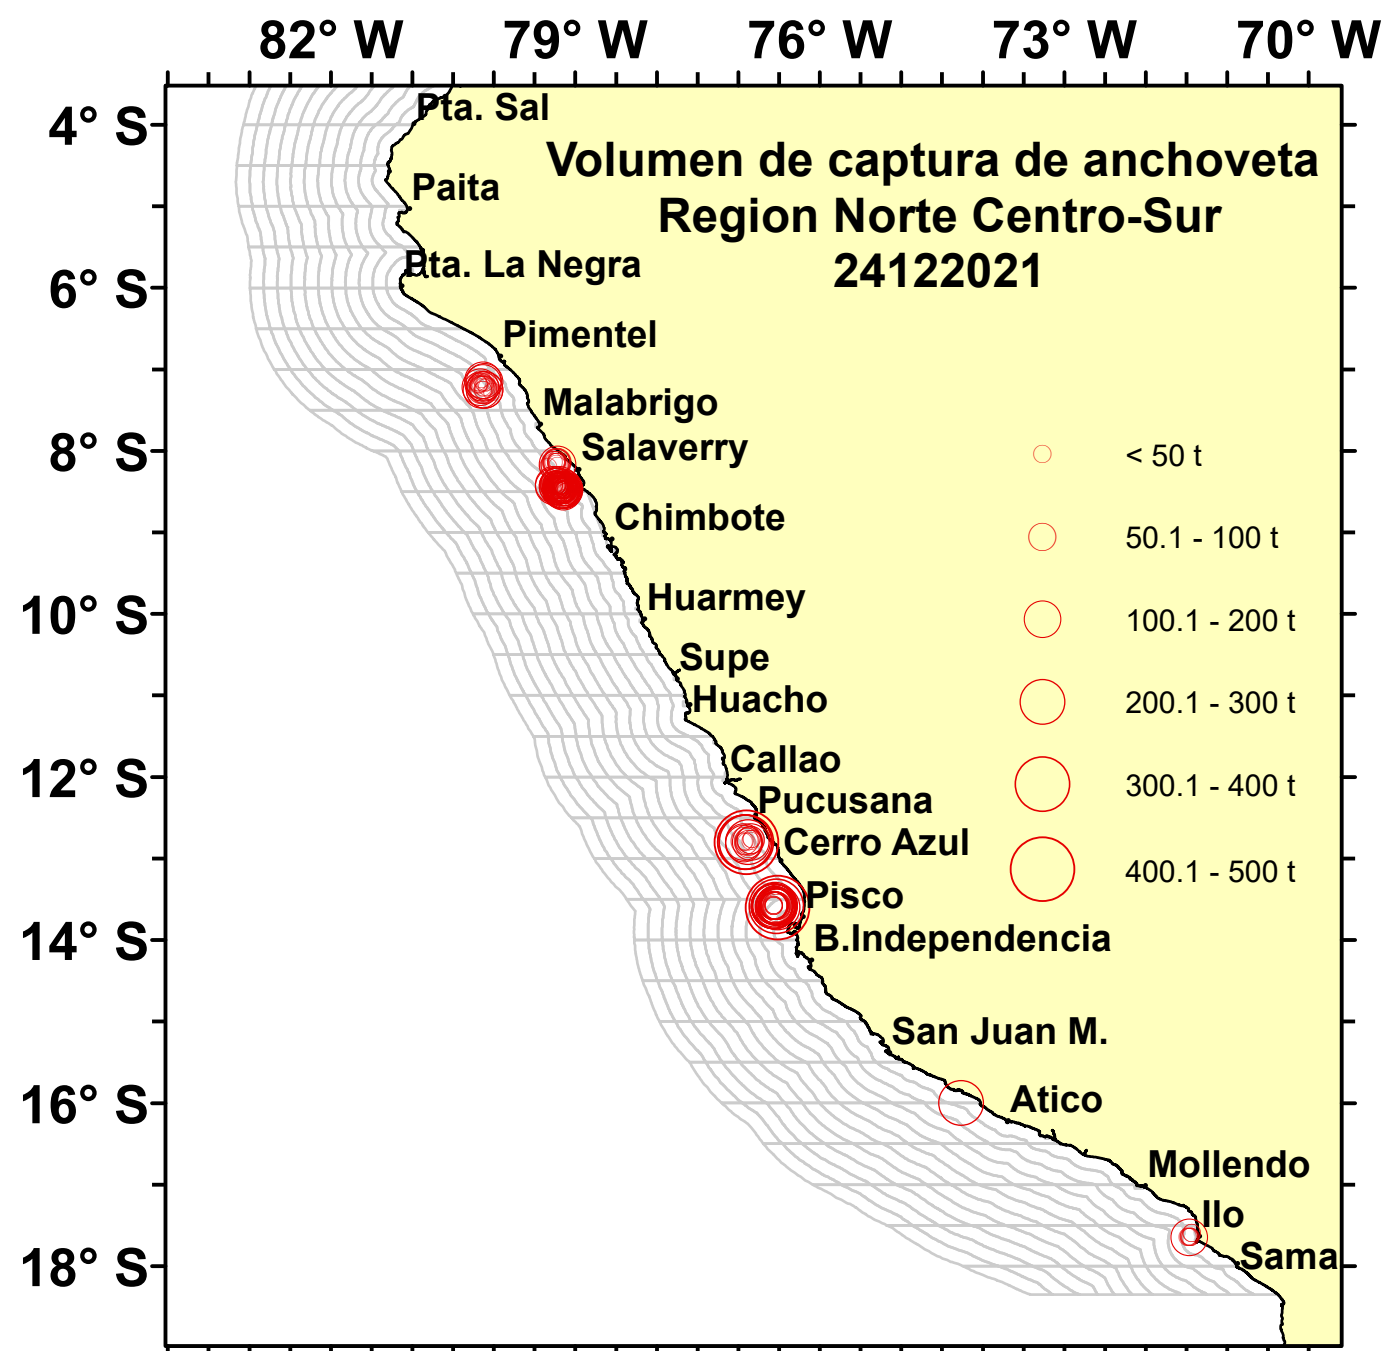 82° W 79° W 76° W 73° W 70° W
4° S
6° S
8° S
10° S
12° S
14° S
16° S
18° S
Volumen de captura de anchoveta
Region Norte Centro-Sur
24122021
Pta. Sal
Paita
Pta. La Negra
Pimentel
Malabrigo
Salaverry
Chimbote
Huarmey
Supe
Huacho
Callao
Pucusana
Cerro Azul
Pisco
B.Independencia
San Juan M.
Atico
Mollendo
Ilo
Sama
< 50 t
50.1 - 100 t
100.1 - 200 t
200.1 - 300 t
300.1 - 400 t
400.1 - 500 t